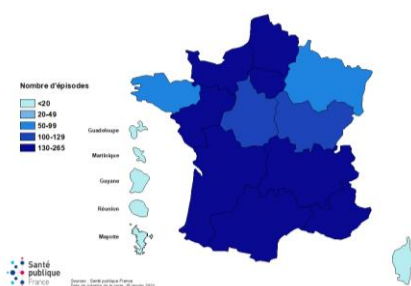 Nombre d'épisodes
<20
20-49
50-99
100-129
130-265
Guadeloupe
Martinique
Guyane
Réunion
Mayotte
Santé
publique
France
Sources : Santé publique France